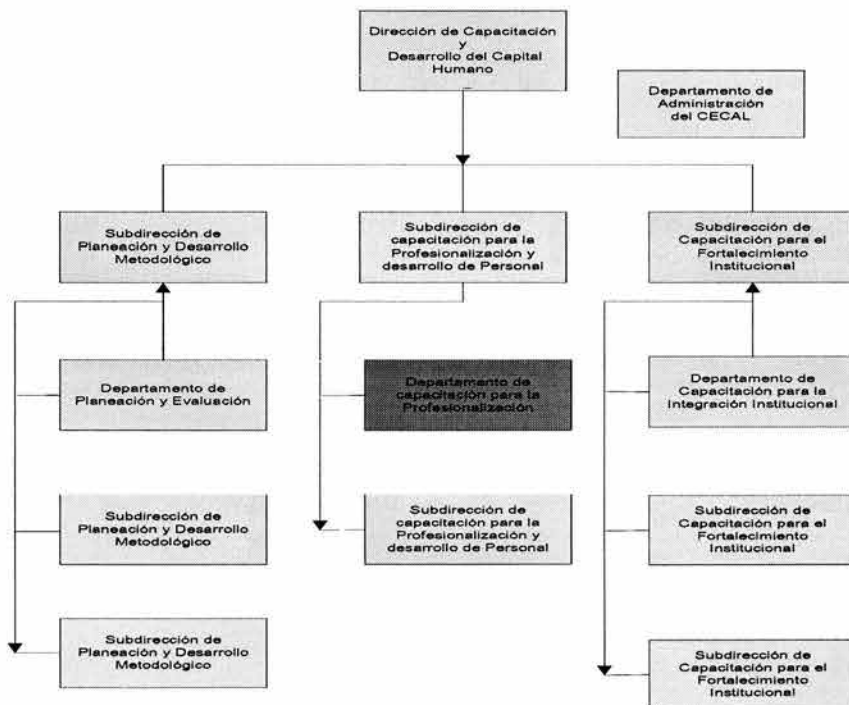 Dirección de Capacitación
y
Desarrollo del Capital
Humano
Departamento de
Administración
del CECAL
Subdirección de
Planeación y Desarrollo
Metodológico
Subdirección de
capacitación para la
Profesionalización y
desarrollo de Personal
Subdirección de
Capacitación para el
Fortalecimiento
Institucional
Departamento de
Planeación y Evaluación
Departamento de
capacitación para la
Profesionalización
Departamento de
Capacitación para la
Integración Institucional
Subdirección de
Planeación y Desarrollo
Metodológico
Subdirección de
capacitación para la
Profesionalización y
desarrollo de Personal
Subdirección de
Capacitación para el
Fortalecimiento
Institucional
Subdirección de
Planeación y Desarrollo
Metodológico
Subdirección de
Capacitación para el
Fortalecimiento
Institucional